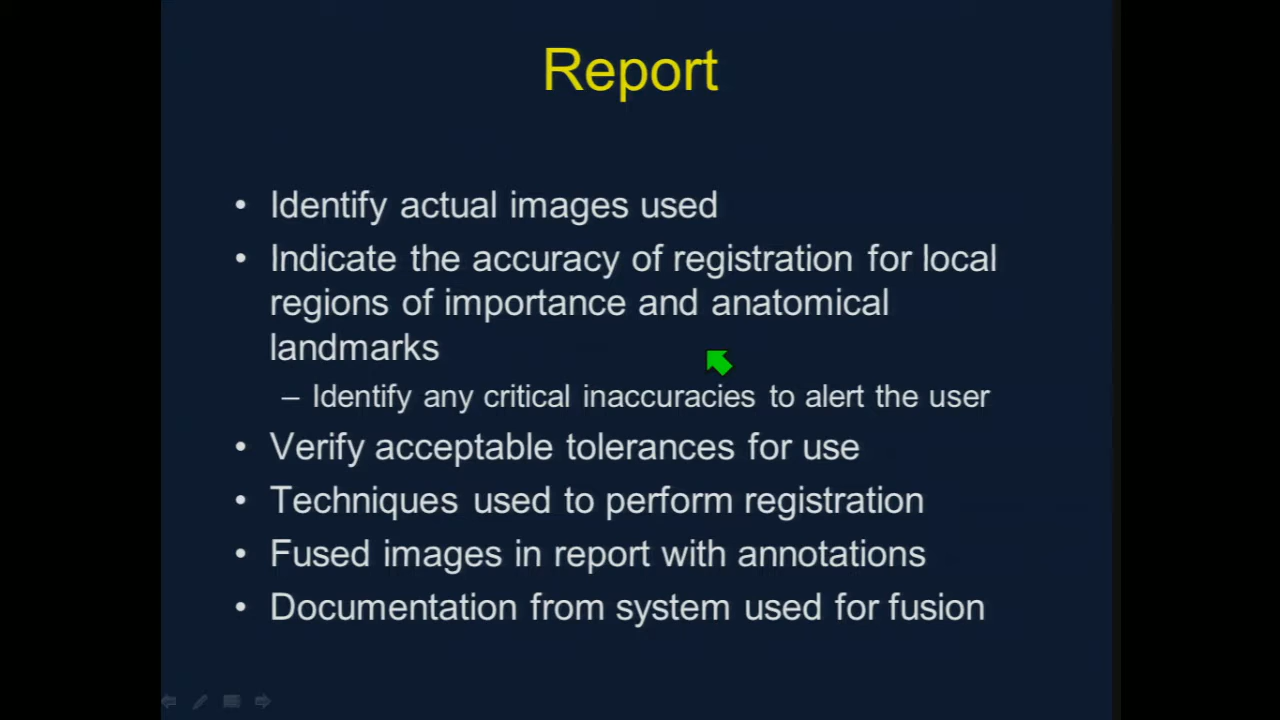 Report
• Identify actual images used
• Indicate the accuracy of registration for local
regions of importance and anatomical
landmarks
– Identify any critical inaccuracies to alert the user
• Verify acceptable tolerances for use
• Techniques used to perform registration
• Fused images in report with annotations
• Documentation from system used for fusion